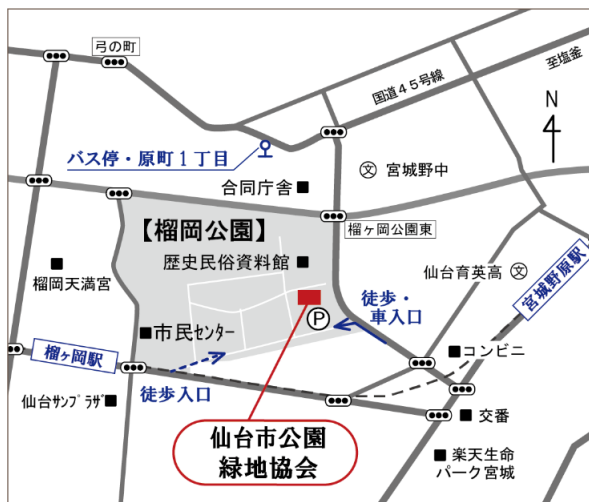 弓の町
国道45号線
至塩釜
N
バス停・原町1丁目
文 宮城野中
合同庁舎
【榴岡公園】
榴ヶ岡公園東
歴史民俗資料館
仙台育英高 文
宮城野原駅
榴岡天満宮
徒歩・
車入口
P
市民センター
コンビニ
榴ヶ岡駅
徒歩入口
仙台サンプラザ
交番
仙台市公園
緑地協会
楽天生命
パーク宮城